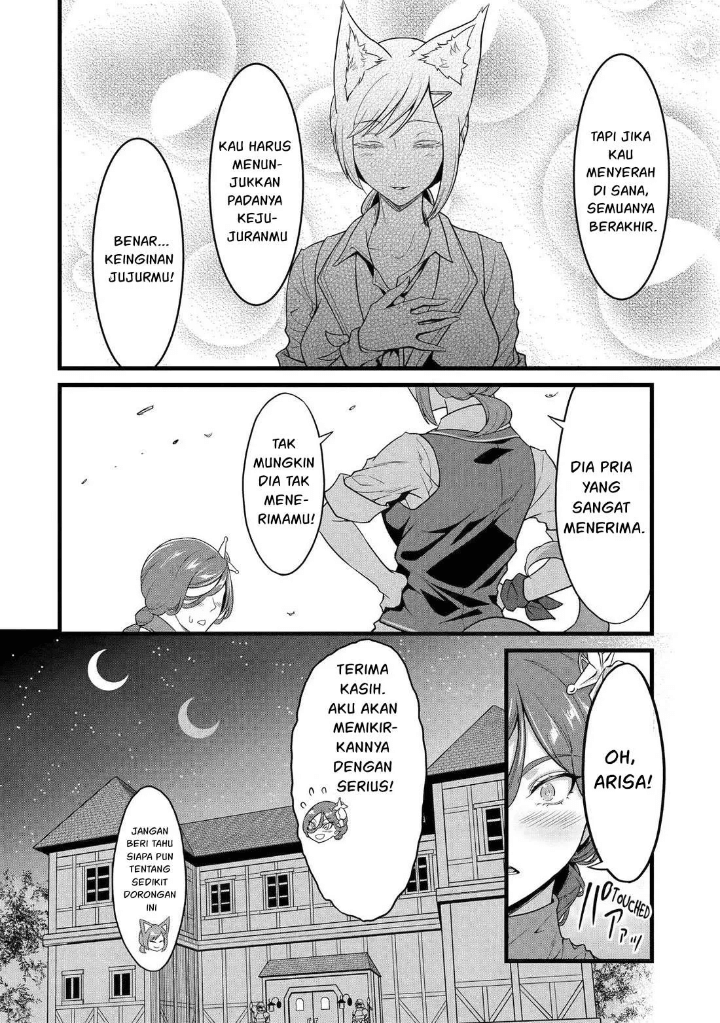 TAPI JIKA
KAU
MENYERAH
DI SANA,
SEMUANYA
BERAKHIR.
KAU HARUS
MENUN-
JUKKAN
PADANYA
KEJU-
JURANMU
BENAR...
KEINGINAN
JUJURMU!
DIA PRIA
YANG
SANGAT
MENERIMA.
TAK
MUNGKIN
DIA TAK
MENE-
RIMAMU!
OH,
ARISA!
TOUCHED
TERIMA
KASIH.
AKU AKAN
MEMIKIR-
KANNYA
DENGAN
SERIUS!
JANGAN
BERI TAHU
SIAPA PUN
TENTANG
SEDIKIT
DORONGAN
INI